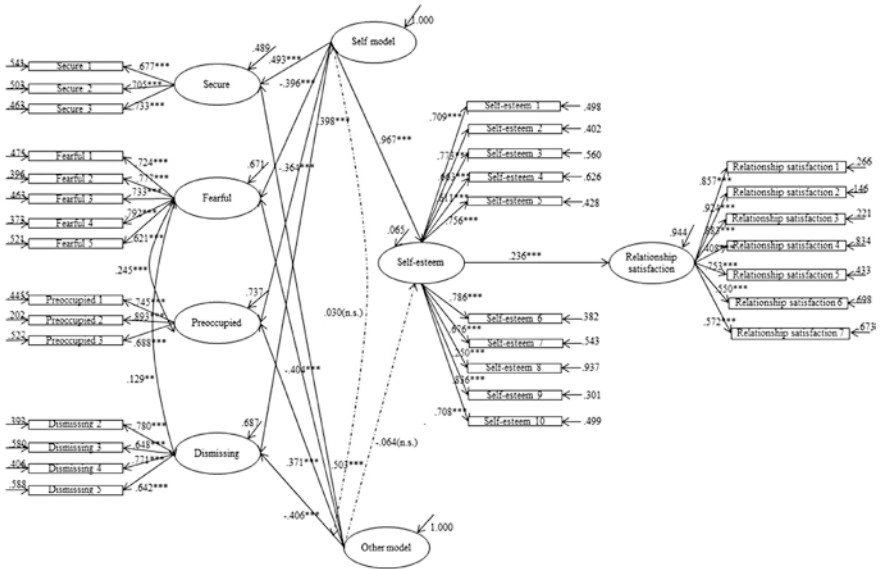 1.000
Self model
.489
.493***
-.396***
.541
Secure 1
.677***
.503
Secure 2
.705***
.463
Secure 3
.733***
Secure
.398***
.967***
-.364***
.671
.475
Fearful 1
.724***
.396
Fearful 2
.777***
.463
Fearful 3
.733***
.373
Fearful 4
.792***
.521
Fearful 5
.621***
Fearful
.245***
Self-esteem 1
.498
.709***
Self-esteem 2
.402
Self-esteem 3
.560
Self-esteem 4
.626
Self-esteem 5
.428
.756***
.065
Self-esteem
.236***
.944
Relationship
satisfaction
Relationship satisfaction 1
.266
.857***
Relationship satisfaction 2
.146
.924***
Relationship satisfaction 3
.221
.883***
Relationship satisfaction 4
.834
.408***
Relationship satisfaction 5
.433
.753***
Relationship satisfaction 6
.698
.550***
Relationship satisfaction 7
.673
.572***
.4455
Preoccupied 1
.745***
.202
Preoccupied 2
.893***
.527
Preoccupied 3
.688***
.737
Preoccupied
.030(n.s.)
.129**
-.404***
.786***
Self-esteem 6
.382
.676***
Self-esteem 7
.543
.250***
Self-esteem 8
.937
.836***
Self-esteem 9
.301
.708***
Self-esteem 10
.499
-.064(n.s.)
.687
Dismissing 2
.780***
.580
Dismissing 3
.648***
.406
Dismissing 4
.771***
.588
Dismissing 5
.642***
Dismissing
.371***
.503***
-.406***
1.000
Other model